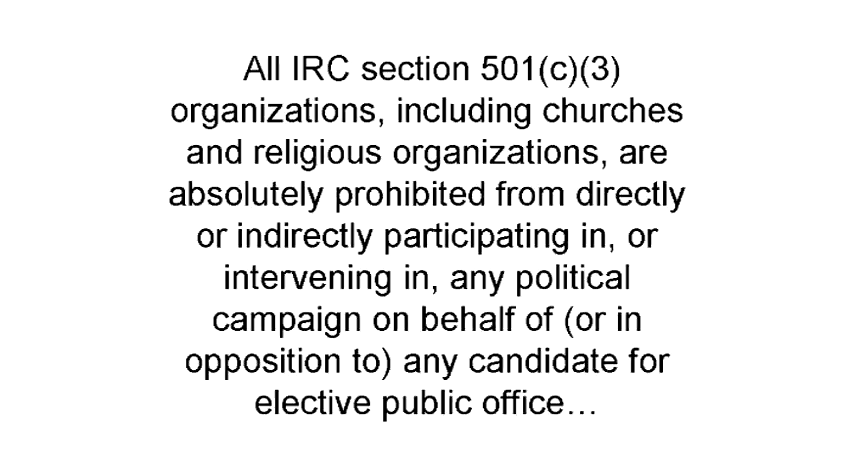 All IRC section 501(c)(3)
organizations, including churches
and religious organizations, are
absolutely prohibited from directly
or indirectly participating in, or
intervening in, any political
campaign on behalf of (or in
opposition to) any candidate for
elective public office…